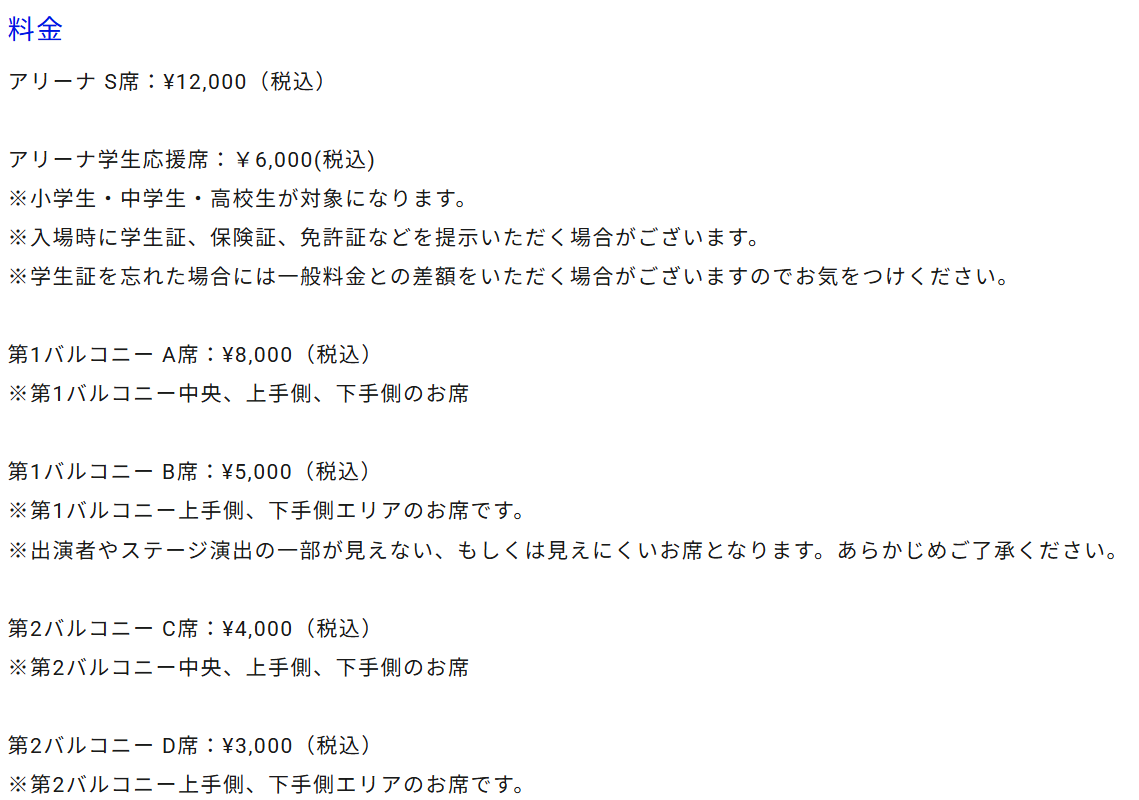 料金
アリーナ S席：¥12,000（税込）
アリーナ学生応援席：￥6,000(税込)
※小学生・中学生・高校生が対象になります。
※入場時に学生証、保険証、免許証などを提示いただく場合がございます。
※学生証を忘れた場合には一般料金との差額をいただく場合がございますのでお気をつけください。
第1バルコニー A席：¥8,000（税込）
※第1バルコニー中央、上手側、下手側のお席
第1バルコニー B席：¥5,000（税込）
※第1バルコニー上手側、下手側エリアのお席です。
※出演者やステージ演出の一部が見えない、もしくは見えにくいお席となります。あらかじめご了承ください。
第2バルコニー C席：¥4,000（税込）
※第2バルコニー中央、上手側、下手側のお席
第2バルコニー D席：¥3,000（税込）
※第2バルコニー上手側、下手側エリアのお席です。